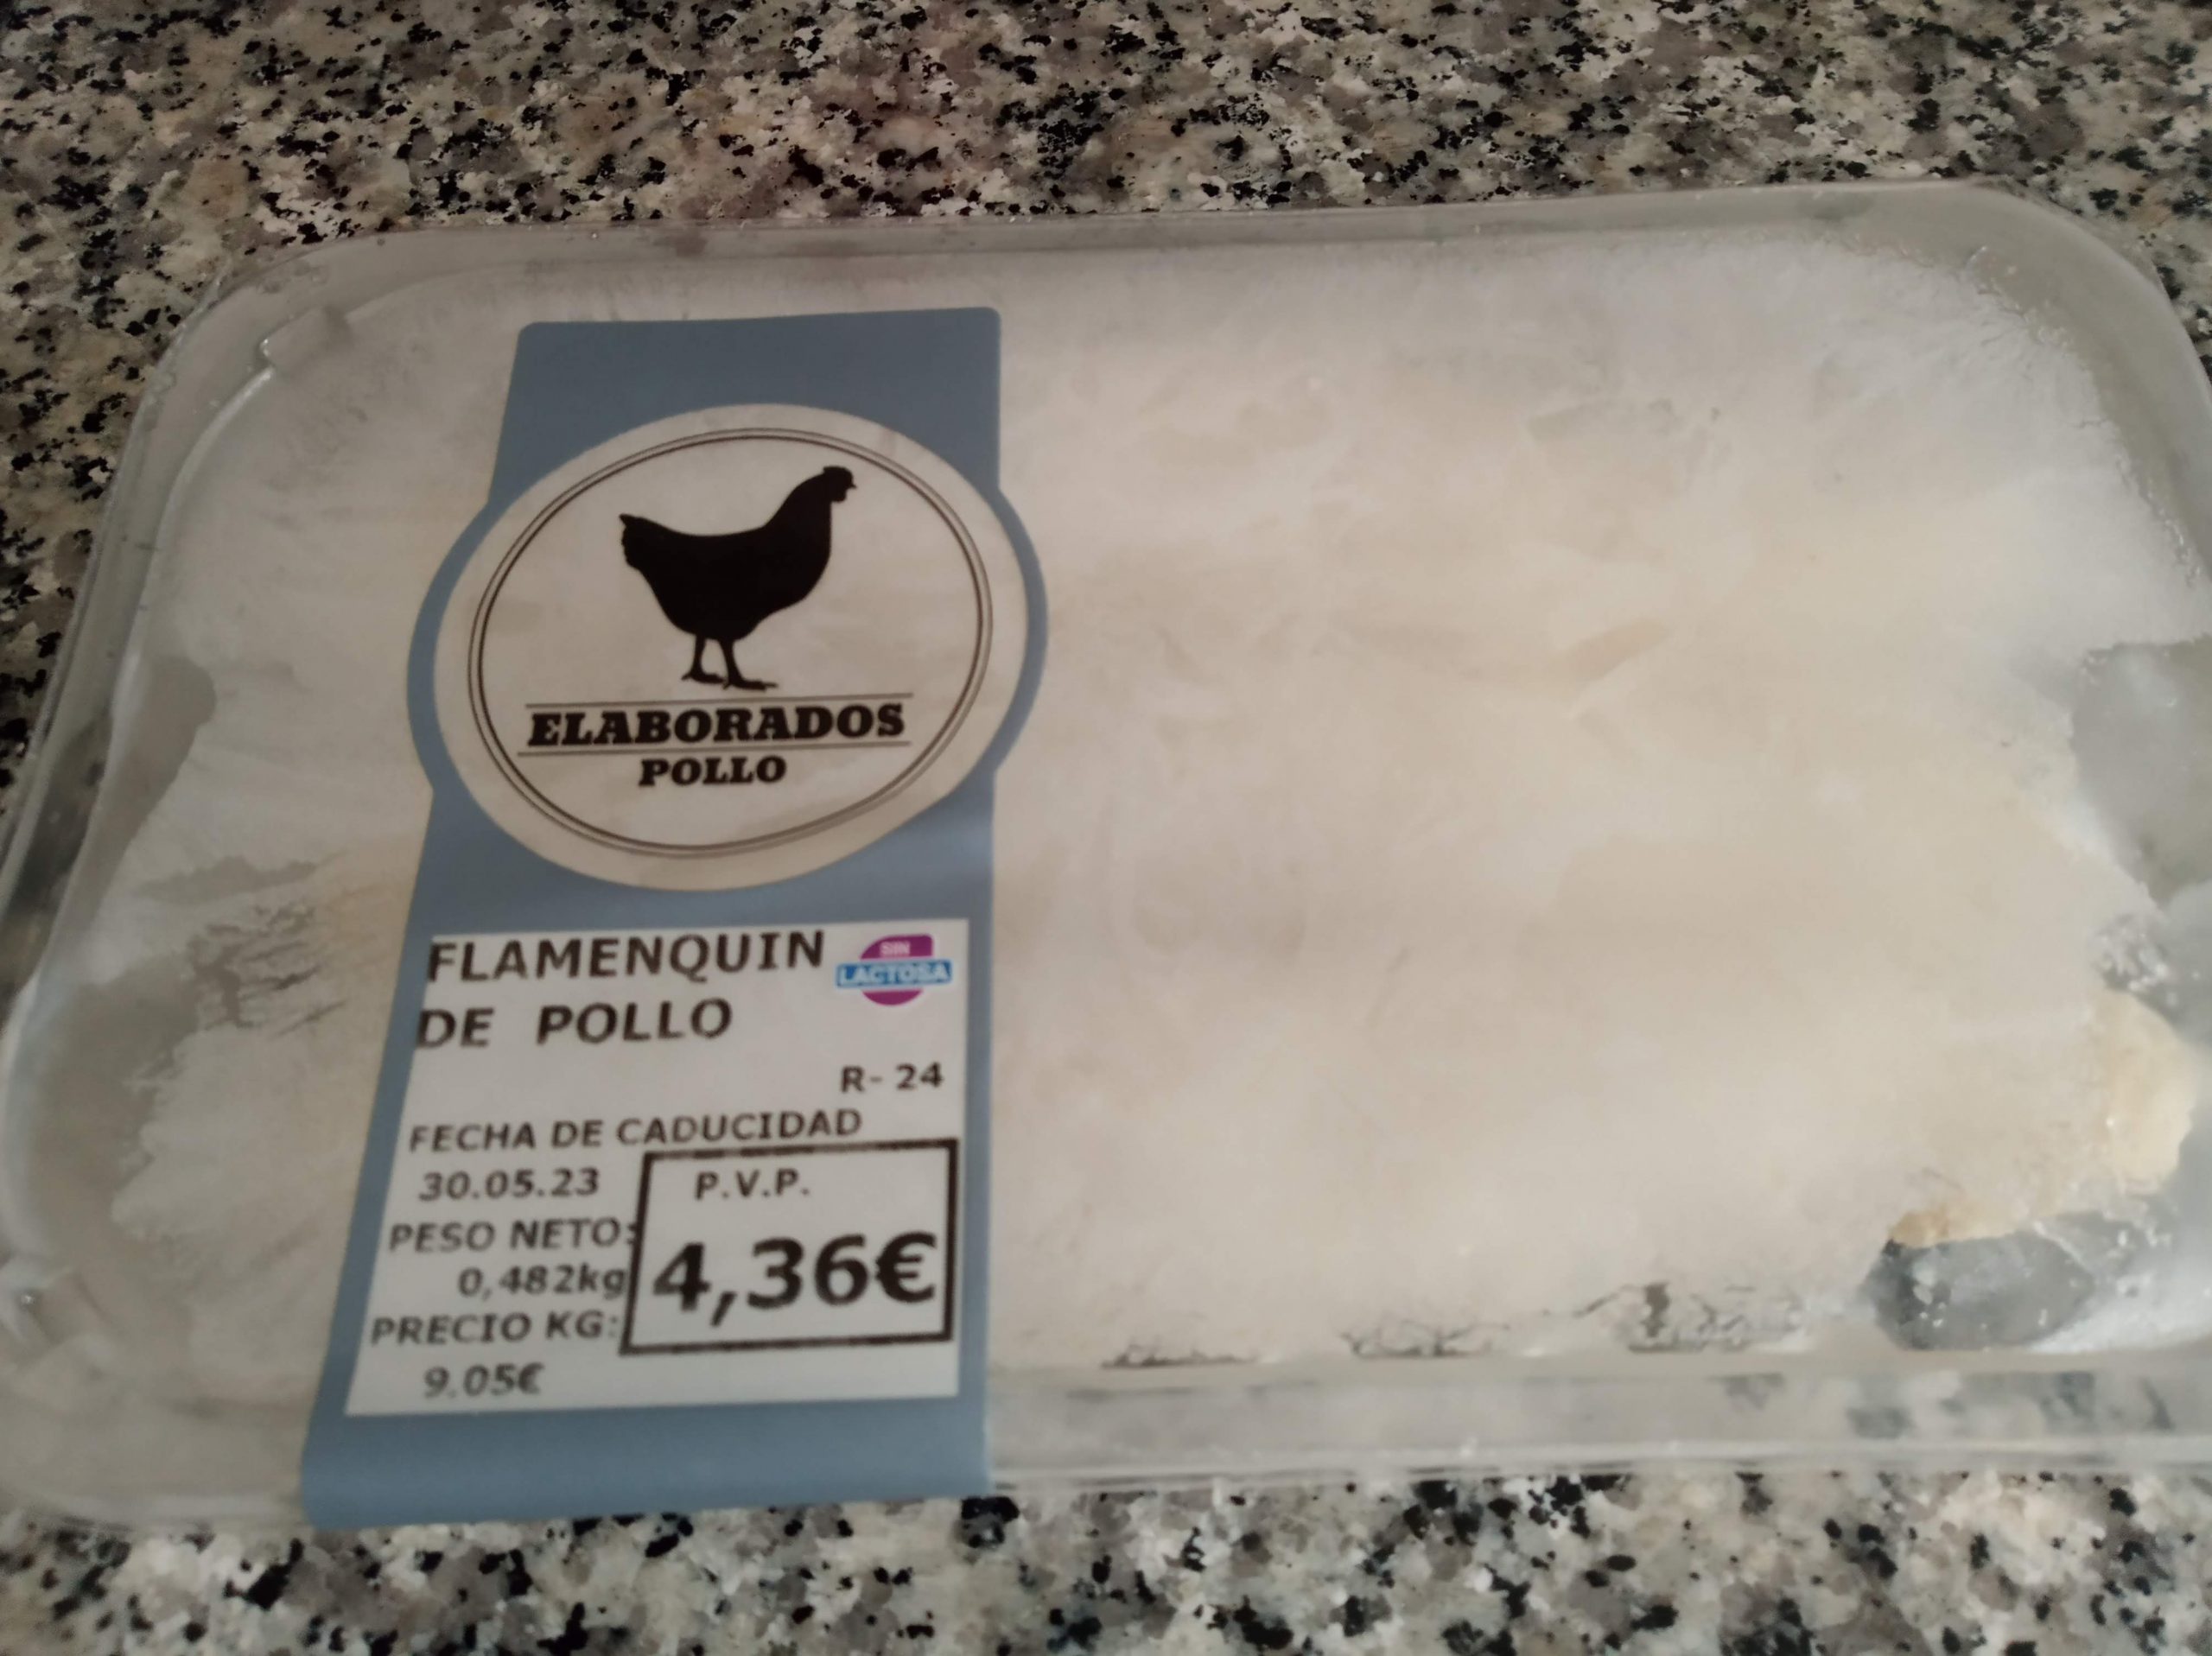 ELABORADOS
POLLO
FLAMENQUIN
DE POLLO
SIN
LACTOSA
R- 24
FECHA DE CADUCIDAD
30.05.23
P.V.P.
PESO NETO:
0,482kg
4,36€
PRECIO KG:
9.05€